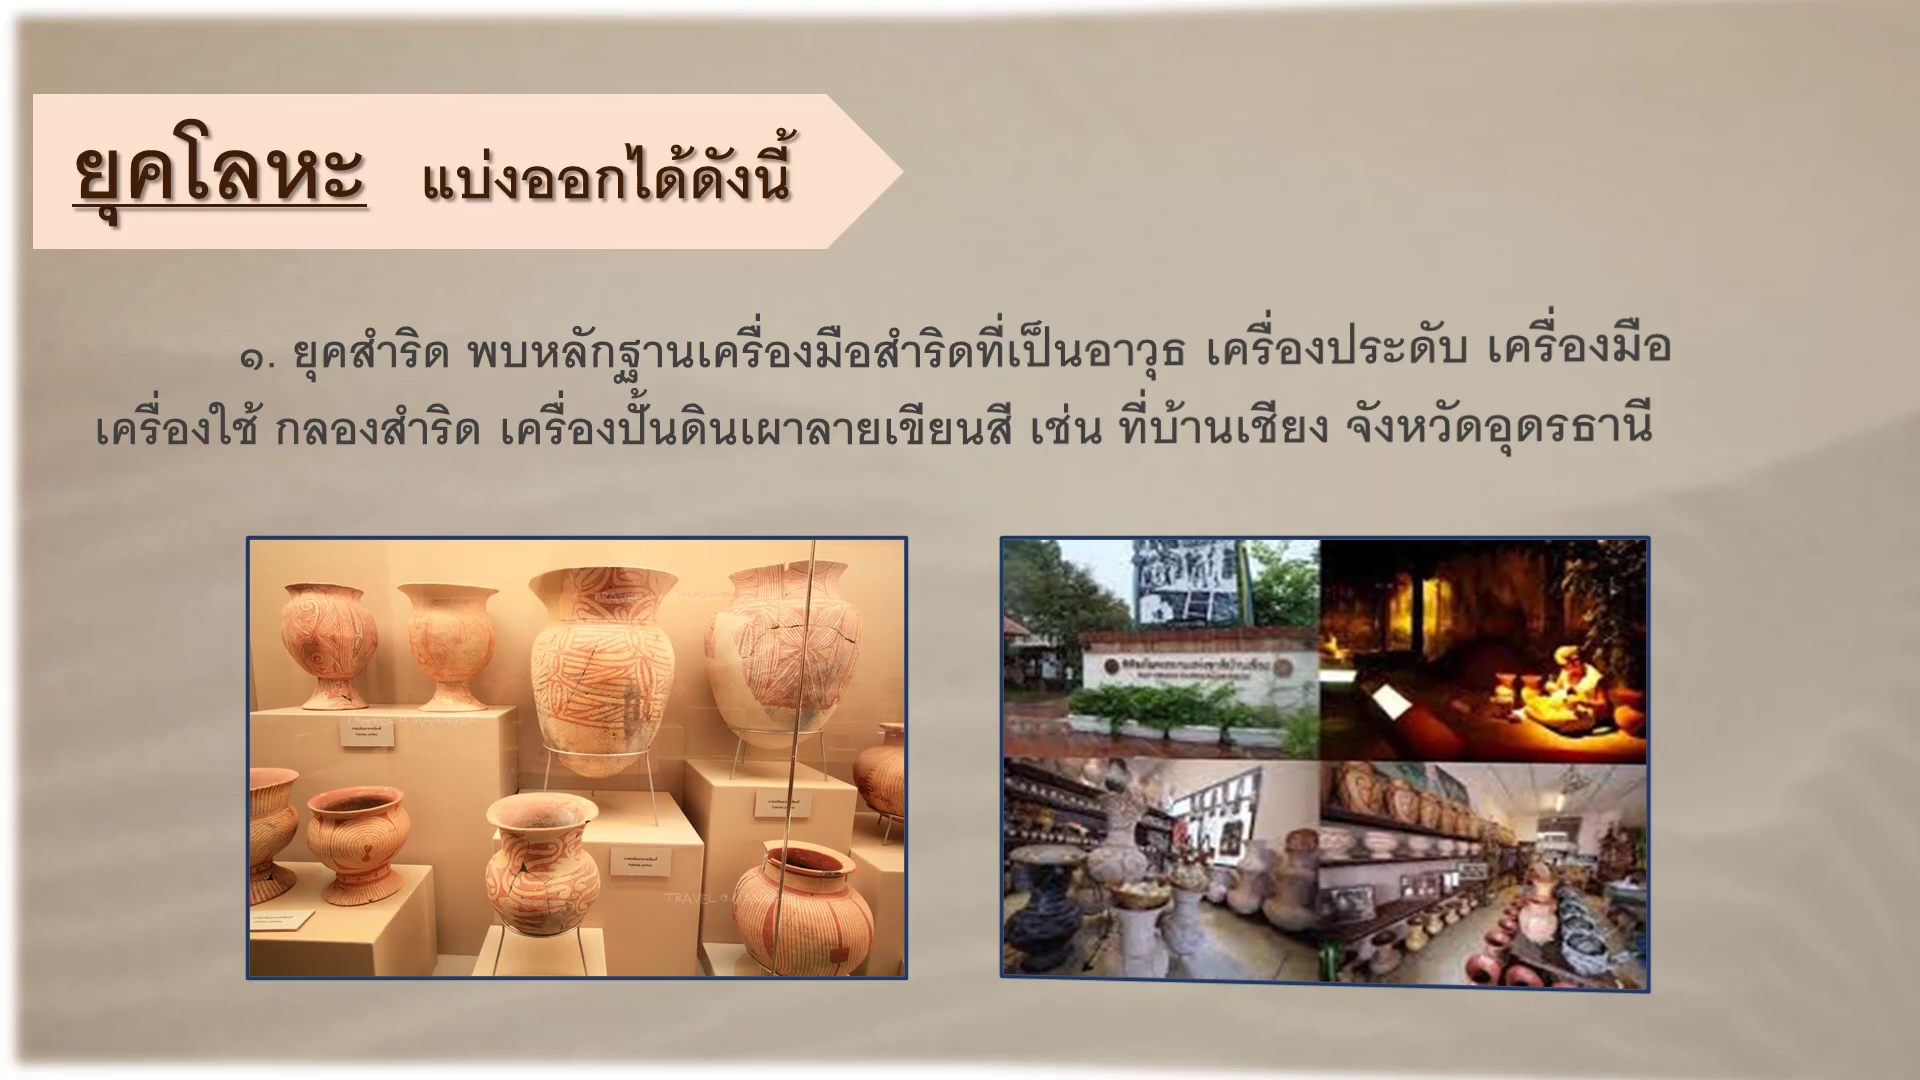 ยุคโลหะ แบ่งออกได้ดังนี้
๑. ยุคสำริด พบหลักฐานเครื่องมือสำริดที่เป็นอาวุธ เครื่องประดับ เครื่องมือ
เครื่องใช้ กลองสำริด เครื่องปั้นดินเผาลายเขียนสี เช่น ที่บ้านเชียง จังหวัดอุดรธานี